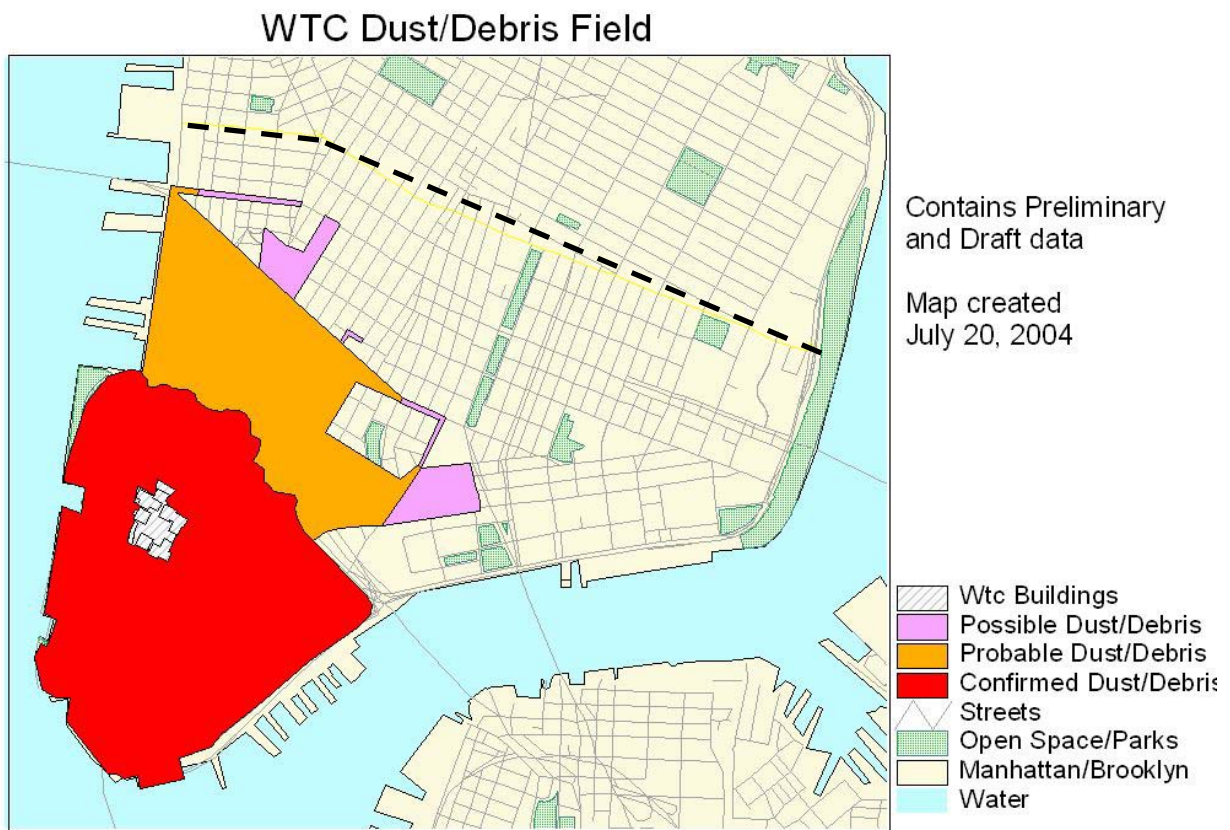 WTC Dust/Debris Field
Contains Preliminary
and Draft data
Map created
July 20, 2004
Wtc Buildings
Possible Dust/Debris
Probable Dust/Debris
Confirmed Dust/Debris
Streets
Open Space/Parks
Manhattan/Brooklyn
Water